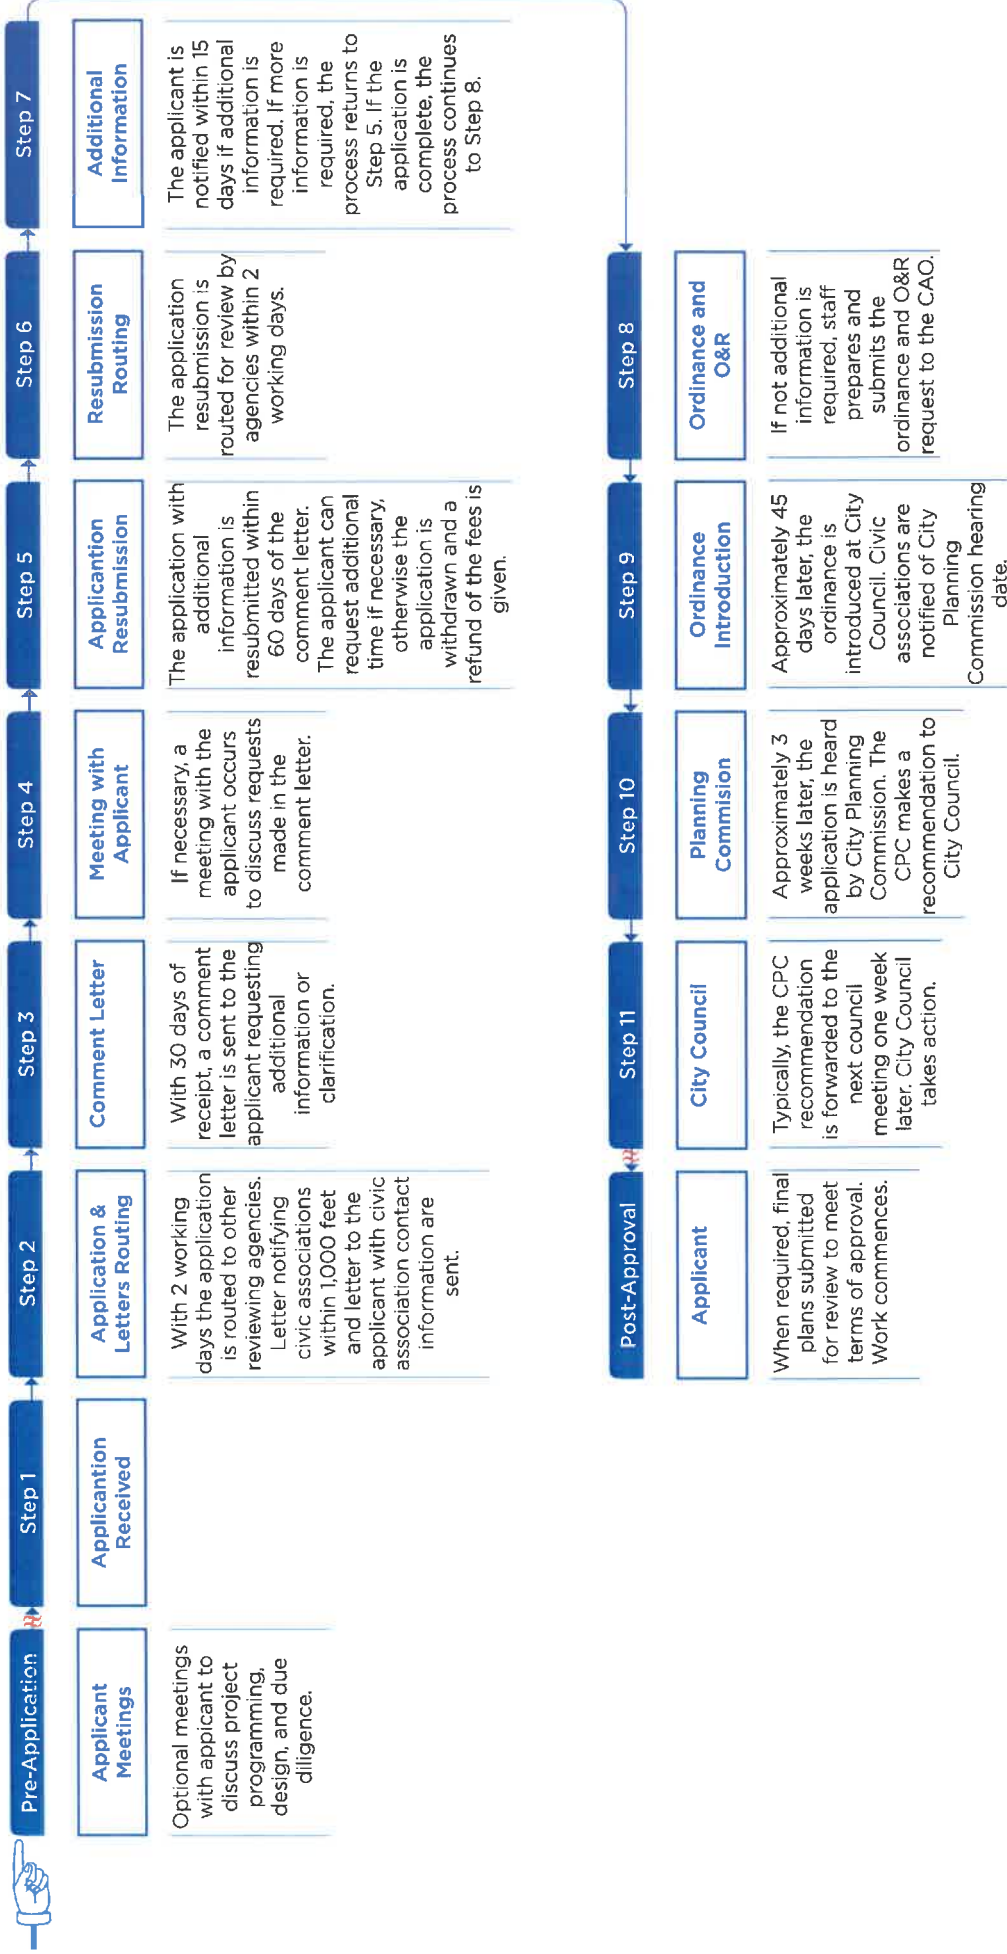 Pre-Application
Applicant
Meetings
Optional meetings
with appicant to
discuss project
programming,
design, and due
diligence.
Step 1
Applicantion
Received
Step 2
Application &
Letters Routing
With 2 working
days the application
is routed to other
reviewing agencies.
Letter notifying
civic associations
within 1,000 feet
and letter to the
applicant with civic
association contact
information are
sent.
Step 3
Comment Letter
With 30 days of
receipt, a comment
letter is sent to the
applicant requesting
additional
information or
clarification.
Step 4
Meeting with
Applicant
If necessary, a
meeting with the
applicant occurs
to discuss requests
made in the
comment letter.
Step 5
Applicantion
Resubmission
The application with
additional
information is
resubmitted within
60 days of the
comment letter.
The applicant can
request additional
time if necessary,
otherwise the
application is
withdrawn and a
refund of the fees is
given.
Step 6
Resubmission
Routing
The application
resubmission is
routed for review by
agencies within 2
working days.
Step 7
Additional
Information
The applicant is
notified within 15
days if additional
information is
required. If more
information is
required, the
process returns to
Step 5. If the
application is
complete, the
process continues
to Step 8.
Step 8
Ordinance and
O&R
If not additional
information is
required, staff
prepares and
submits the
ordinance and O&R
request to the CAO.
Step 9
Ordinance
Introduction
Approximately 45
days later, the
ordinance is
introduced at City
Council. Civic
associations are
notified of City
Planning
Commission hearing
date.
Step 10
Planning
Commision
Approximately 3
weeks later, the
application is heard
by City Planning
Commission. The
CPC makes a
recommendation to
City Council.
Step 11
City Council
Typically, the CPC
recommendation
is forwarded to the
next council
meeting one week
later. City Council
takes action.
Post-Approval
Applicant
When required, final
plans submitted
for review to meet
terms of approval.
Work commences.